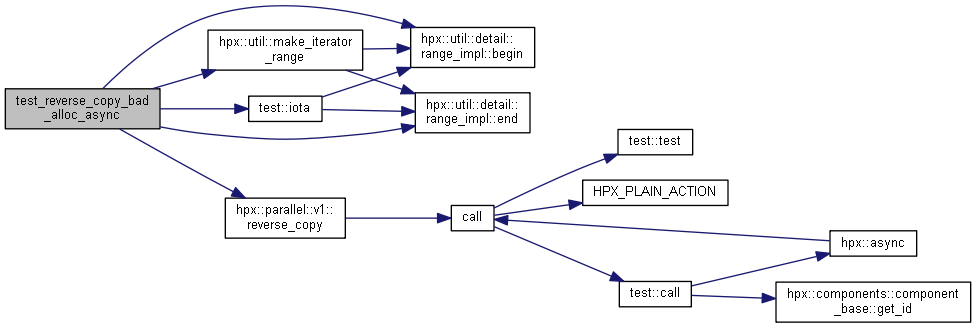 test_reverse_copy_bad
_alloc_async
hpx::util::make_iterator
_range
hpx::util::detail::
range_impl::begin
test::iota
hpx::util::detail::
range_impl::end
hpx::parallel::v1::
reverse_copy
call
test::test
HPX_PLAIN_ACTION
test::call
hpx::async
hpx::components::component
_base::get_id